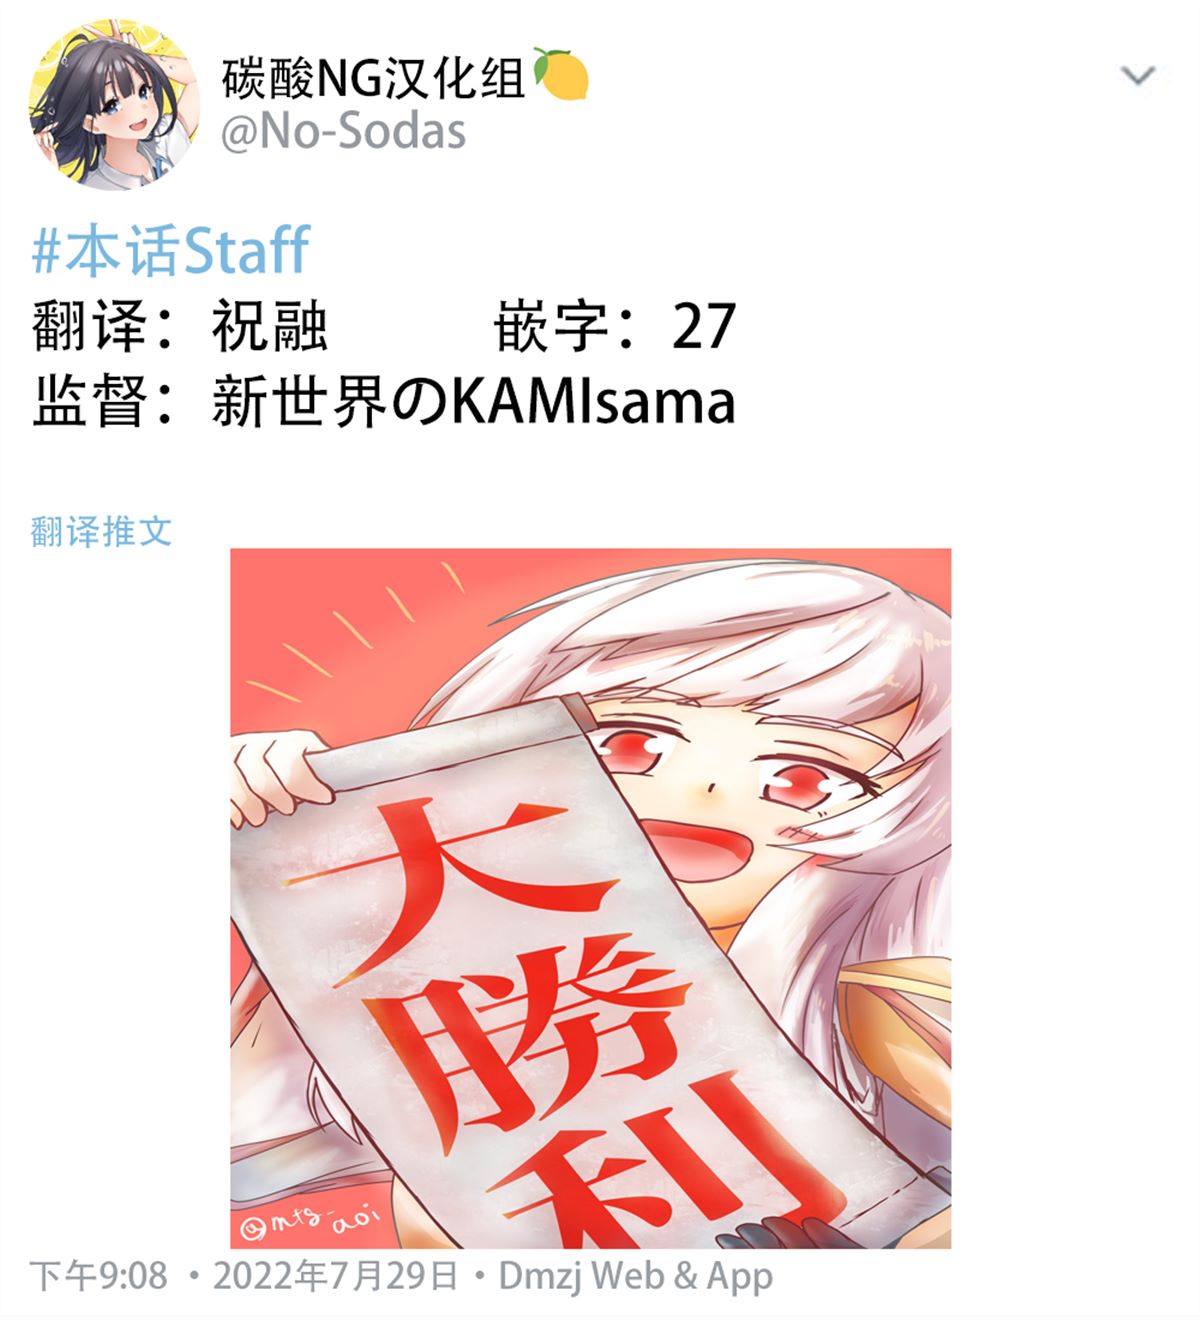 碳酸NG汉化组
@No-Sodas
#本话Staff
翻译：祝融 嵌字：27
监督：新世界のKAMIsama
翻译推文
大
勝
利
@mts-aoi
下午9:08 · 2022年7月29日 · Dmzj Web & App